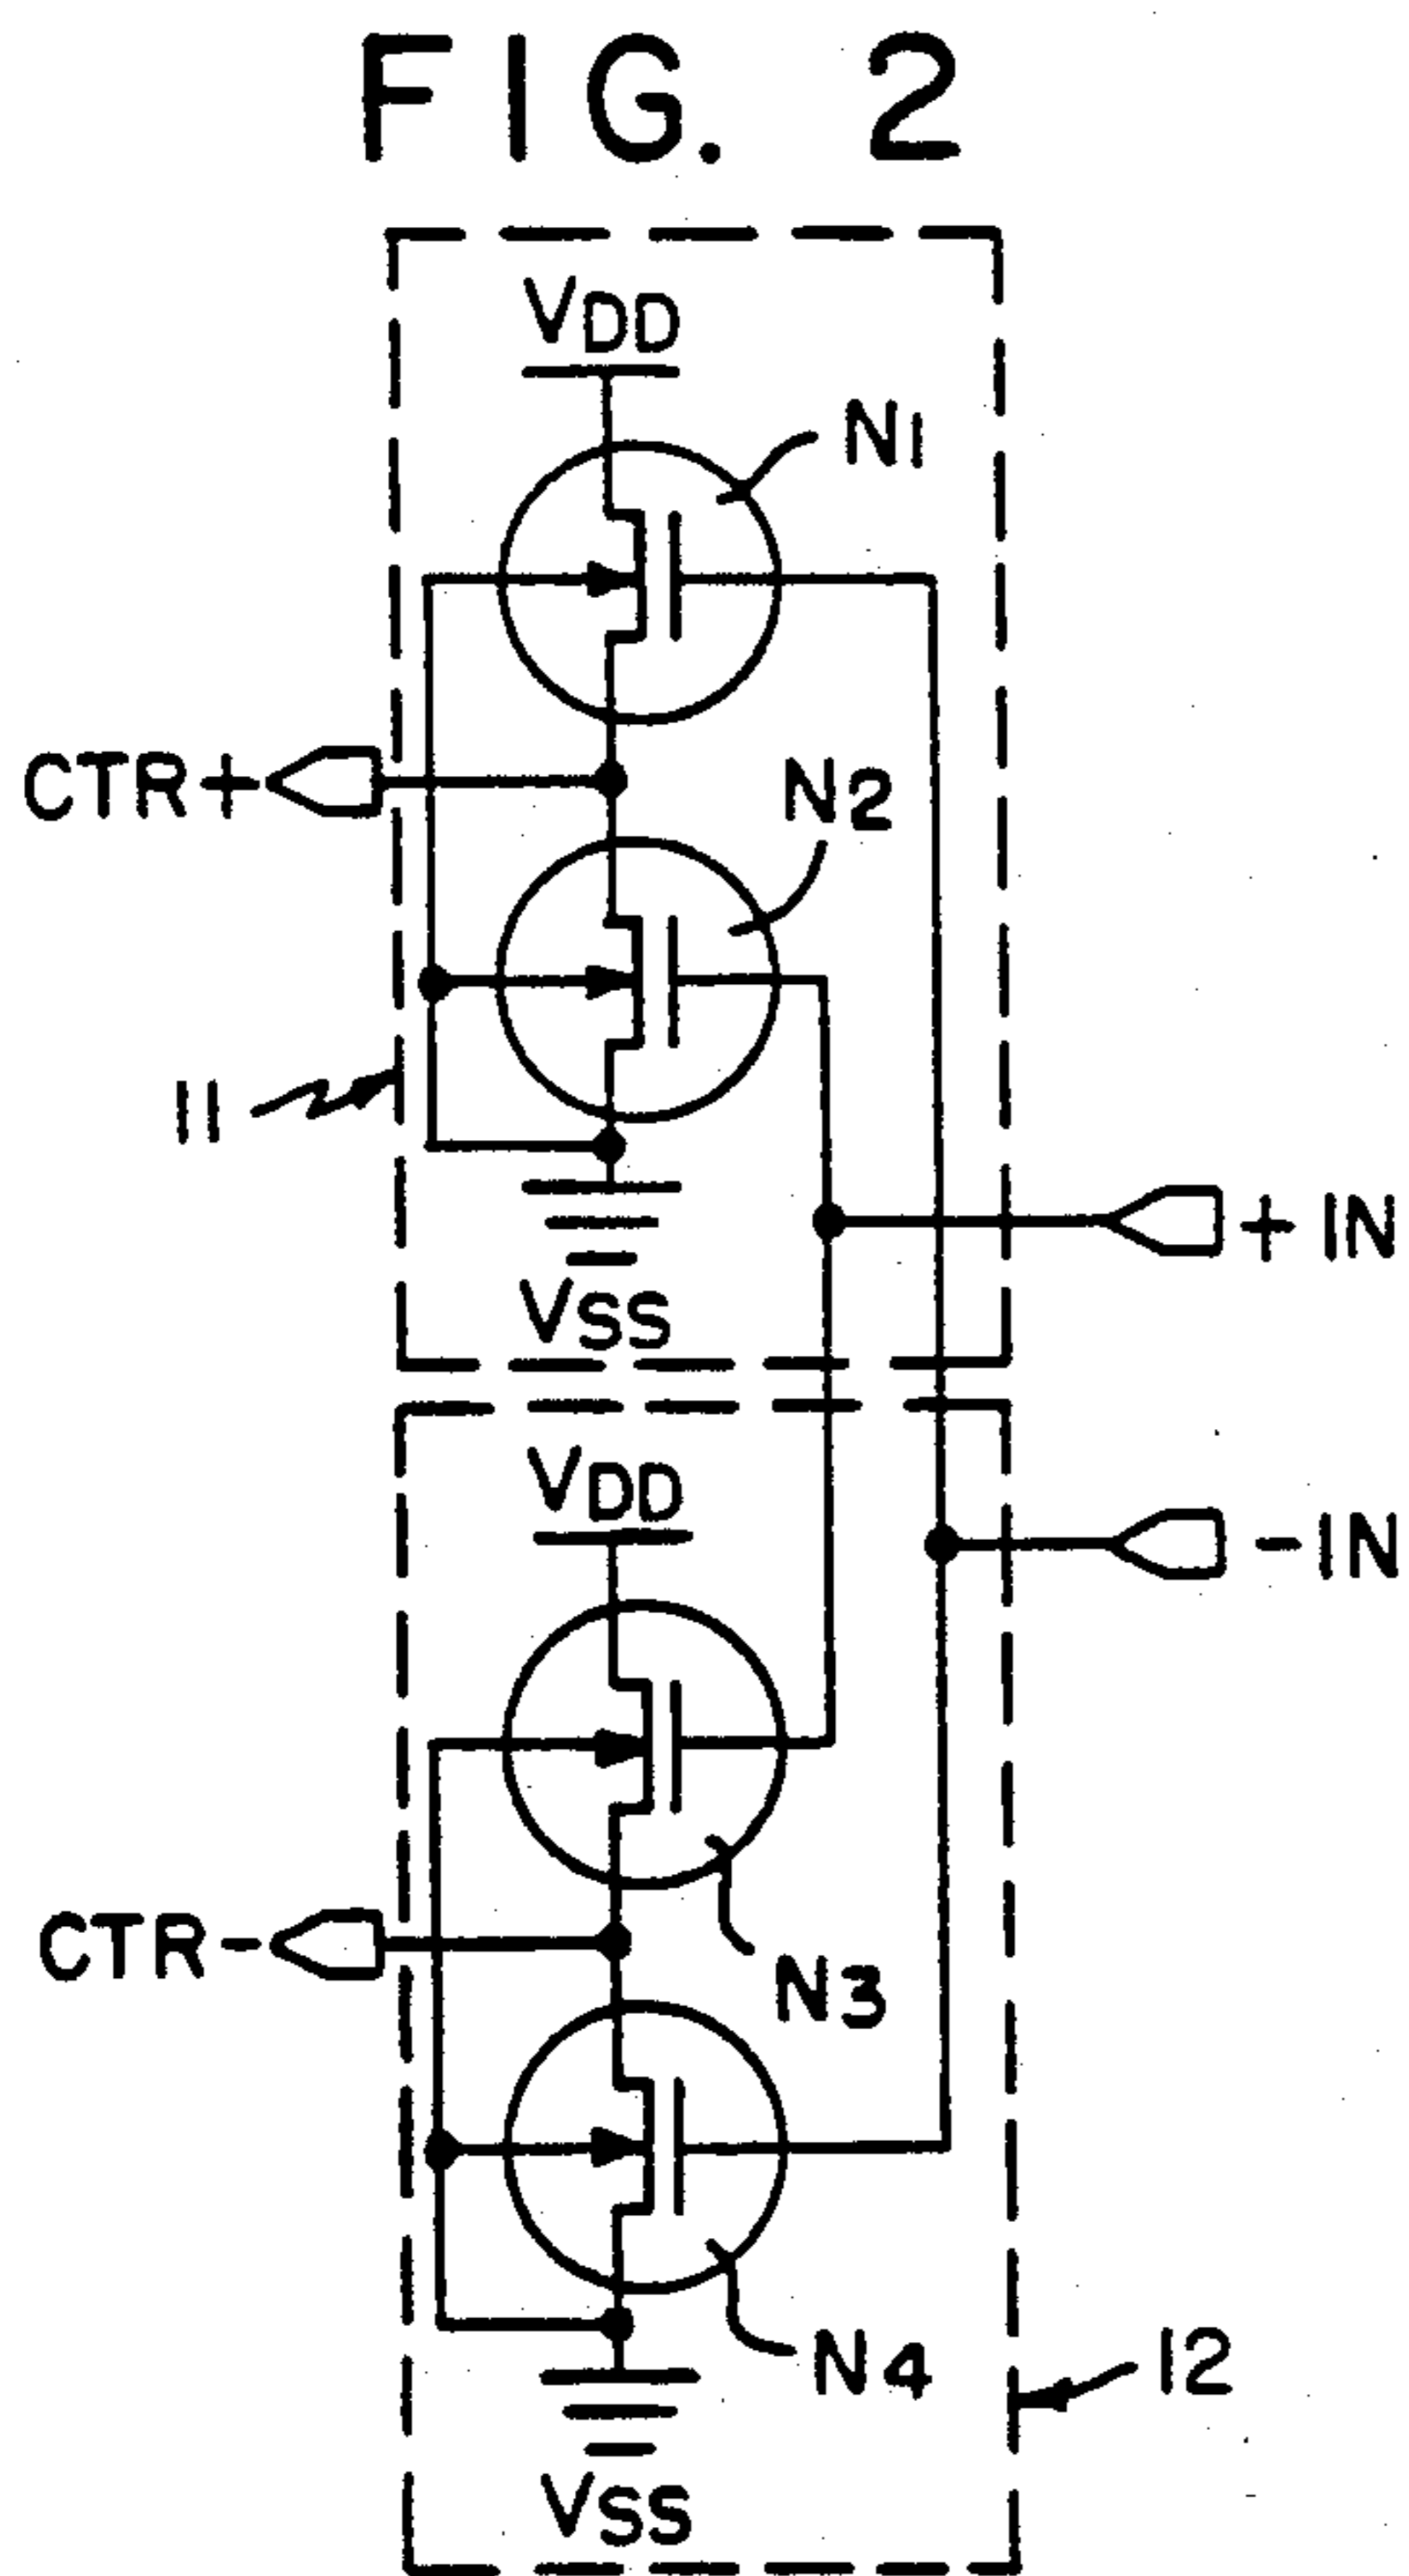 FIG. 2
VDD
N1
CTR+
N2
11
+IN
VSS
VDD
-IN
CTR-
N3
N4
12
VSS